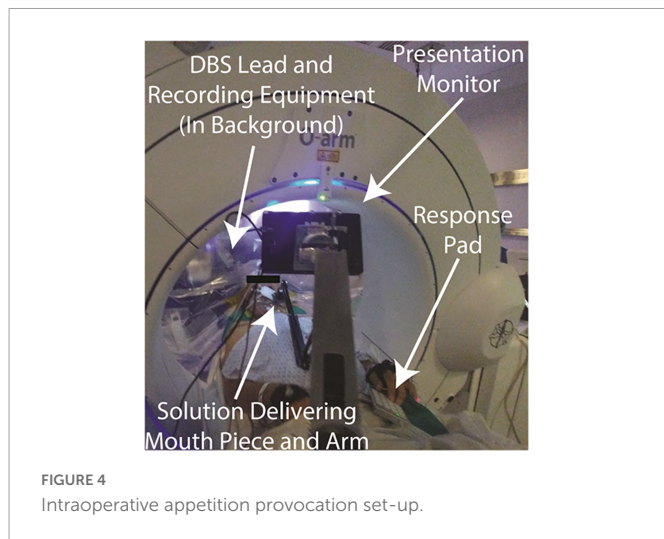 DBS Lead and
Recording Equipment
(In Background)
Presentation
Monitor
O-arm
Response
Pad
Solution Delivering
Mouth Piece and Arm
FIGURE 4
Intraoperative appetition provocation set-up.